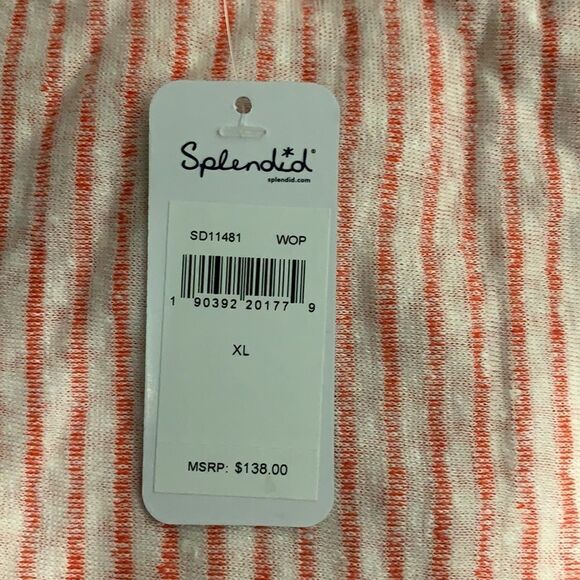 Splendid®
splendid.com
SD11481 WOP
1 90392 20177 9
XL
MSRP: $138.00